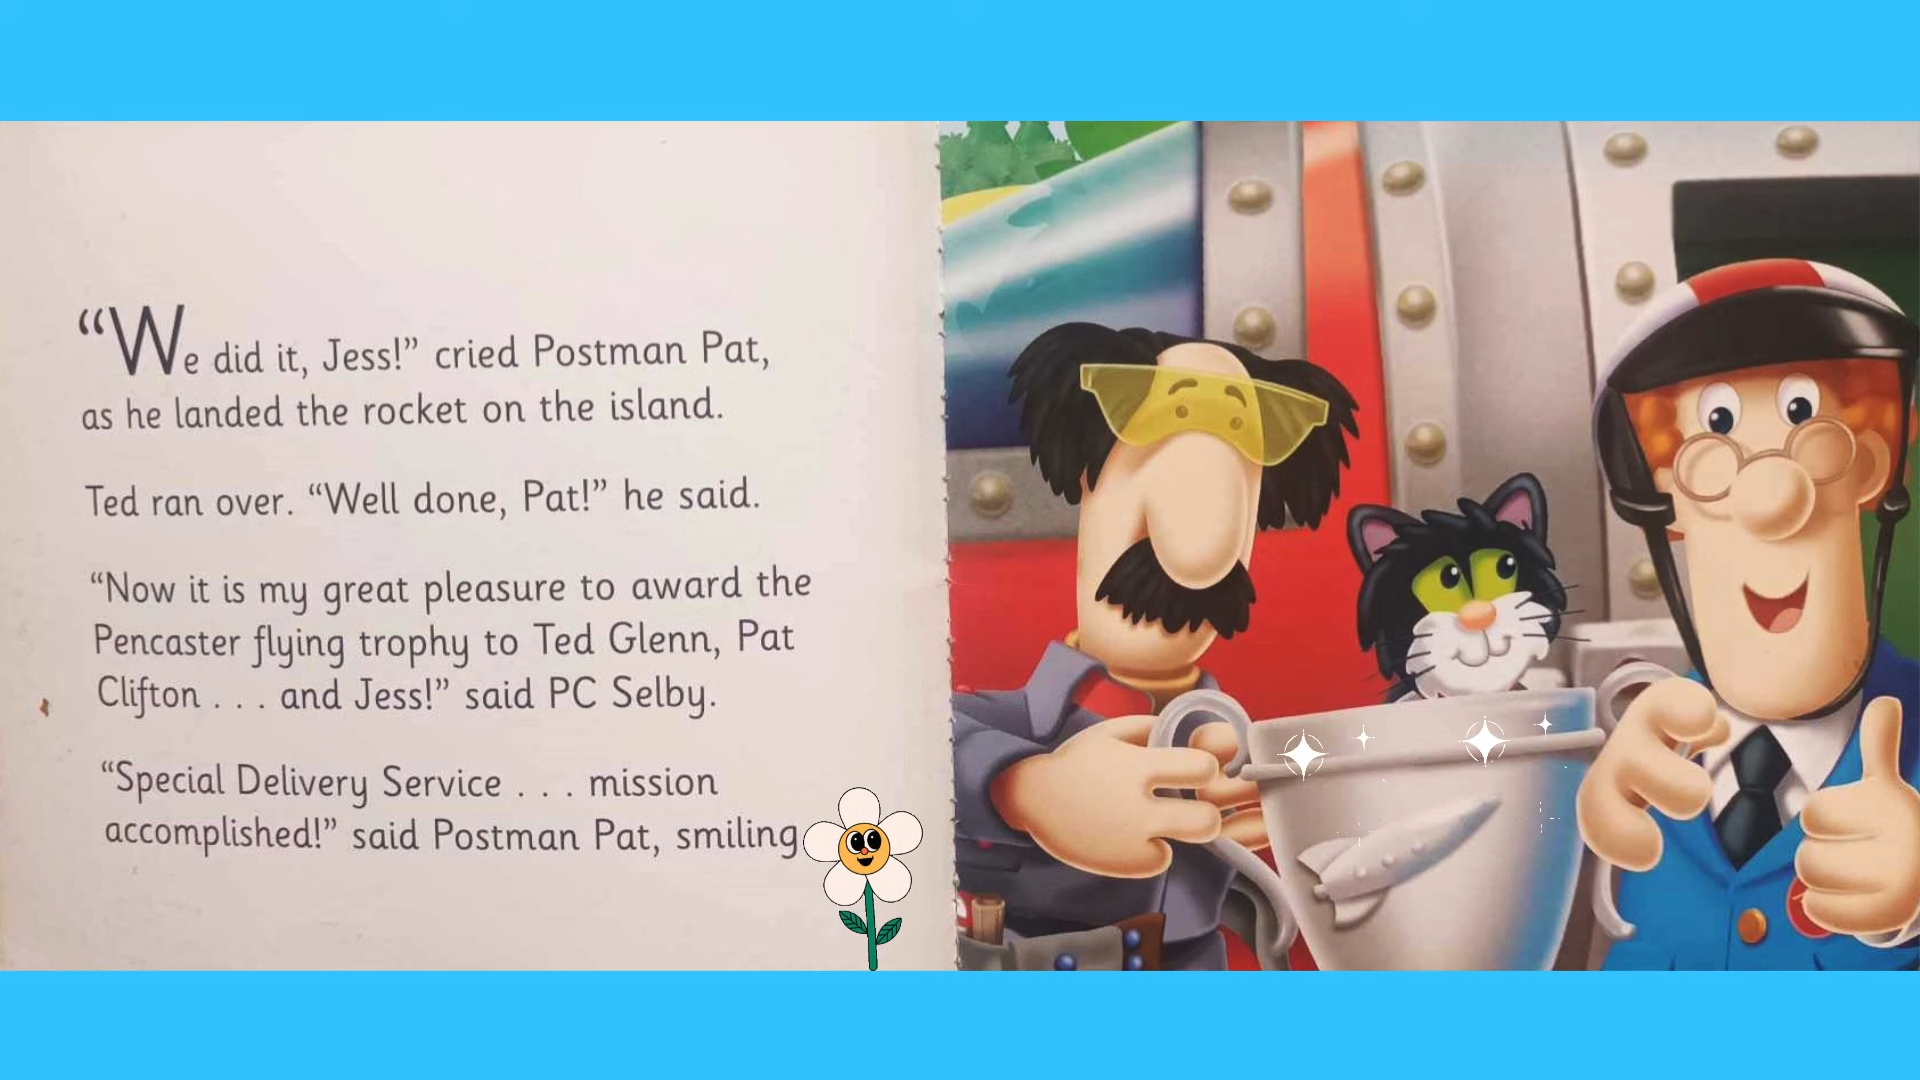 “We did it, Jess!” cried Postman Pat,
as he landed the rocket on the island.
Ted ran over. “Well done, Pat!” he said.
“Now it is my great pleasure to award the
Pencaster flying trophy to Ted Glenn, Pat
Clifton . . . and Jess!” said PC Selby.
“Special Delivery Service . . . mission
accomplished!” said Postman Pat, smiling